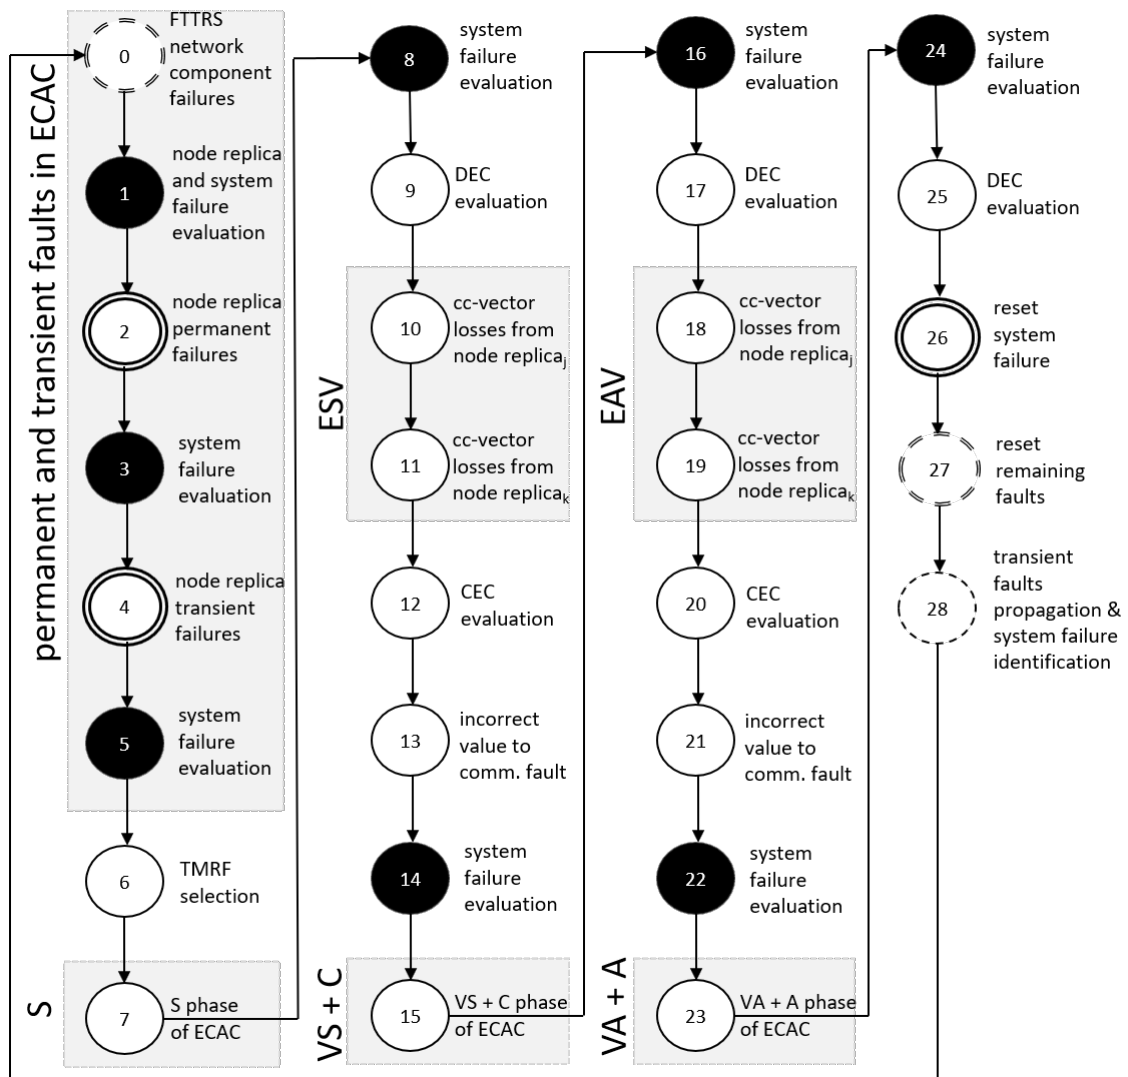 permanent and transient faults in ECAC
0
FTTRS
network
component
failures
1
node replica
and system
failure
evaluation
2
node replica
permanent
failures
3
system
failure
evaluation
4
node replica
transient
failures
5
system
failure
evaluation
6
TMRF
selection
S
7
S phase
of ECAC
8
system
failure
evaluation
9
DEC
evaluation
ESV
10
cc-vector
losses from
node replicaj
11
cc-vector
losses from
node replicak
12
CEC
evaluation
13
incorrect
value to
comm. fault
14
system
failure
evaluation
VS + C
15
VS + C phase
of ECAC
16
system
failure
evaluation
17
DEC
evaluation
EAV
18
cc-vector
losses from
node replicaj
19
cc-vector
losses from
node replicak
20
CEC
evaluation
21
incorrect
value to
comm. fault
22
system
failure
evaluation
VA + A
23
VA + A phase
of ECAC
24
system
failure
evaluation
25
DEC
evaluation
26
reset
system
failure
27
reset
remaining
faults
28
transient
faults
propagation &
system failure
identification